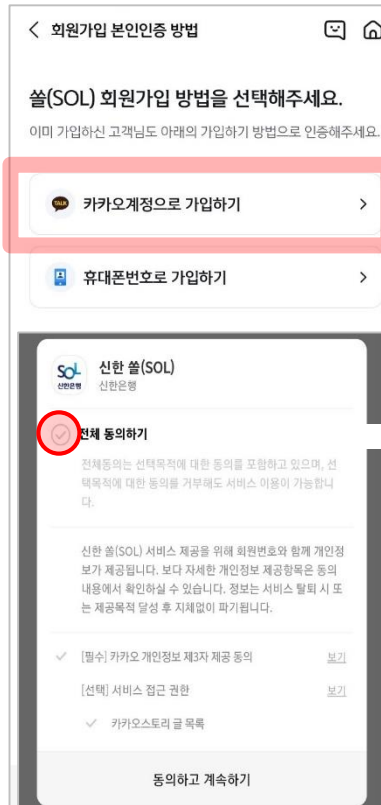 회원가입 본인인증 방법
쏠(SOL) 회원가입 방법을 선택해주세요.
이미 가입하신 고객님도 아래의 가입하기 방법으로 인증해주세요.
TALK 카카오계정으로 가입하기
휴대폰번호로 가입하기
SOL 신한은행
신한 쏠(SOL)
신한은행
전체 동의하기
전체동의는 선택목적에 대한 동의를 포함하고 있으며, 선
택목적에 대한 동의를 거부해도 서비스 이용이 가능합니
다.
신한 쏠(SOL) 서비스 제공을 위해 회원번호와 함께 개인정
보가 제공됩니다. 보다 자세한 개인정보 제공항목은 동의
내용에서 확인하실 수 있습니다. 정보는 서비스 탈퇴 시 또
는 제공목적 달성 후 지체없이 파기됩니다.
[필수] 카카오 개인정보 제3자 제공 동의 보기
[선택] 서비스 접근 권한 보기
카카오스토리 글 목록
동의하고 계속하기